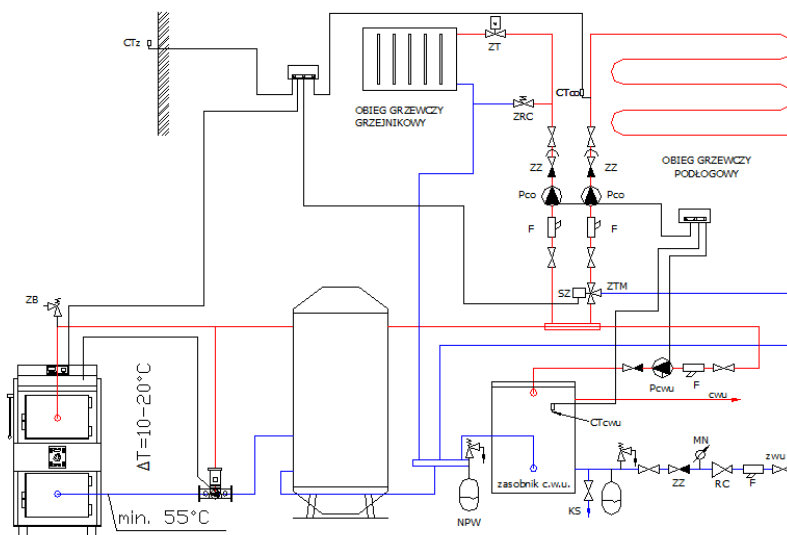 CTz
ZT
CTco
OBIEG GRZEWCZY
GRZEJNIKOWY
ZRC
OBIEG GRZEWCZY
PODŁOGOWY
ZZ
ZZ
Pco
Pco
F
F
ZB
SZ
ZTM
ΔT=10-20°C
Pcwu
F
cwu
CTcwu
MN
zwu
zasobnik c.w.u.
ZZ
RC
F
KS
NPW
min. 55°C